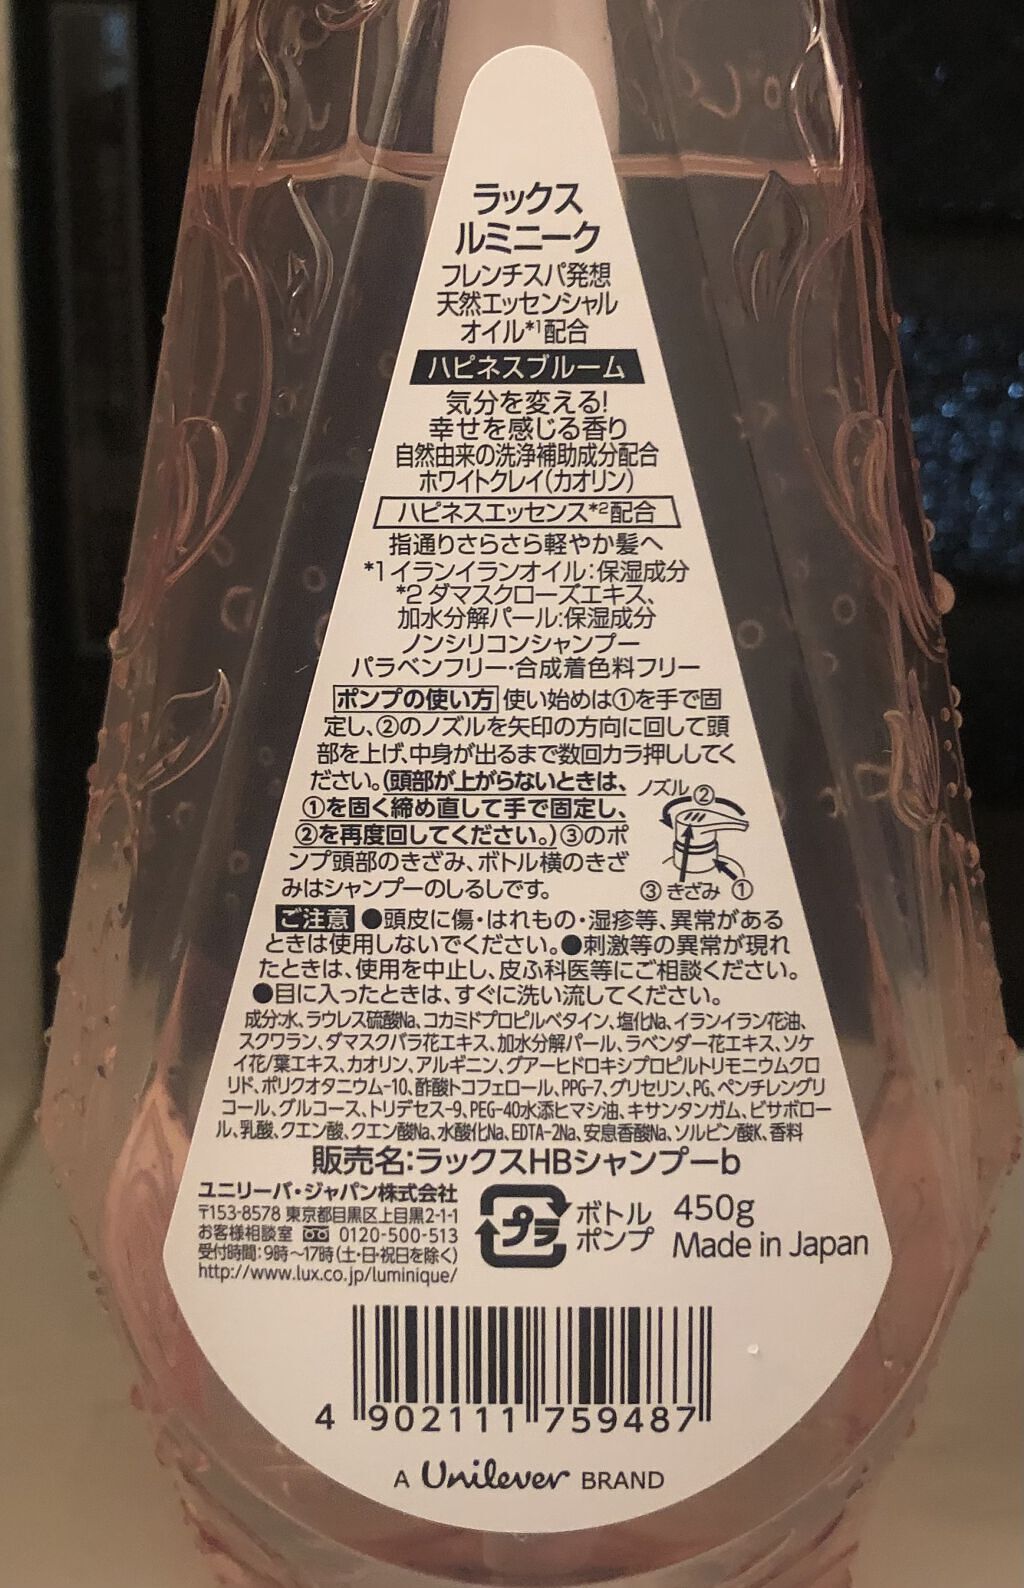 ラックス
ルミニーク
フレンチスパ発想
天然エッセンシャル
オイル*1配合
ハピネスブルーム
気分を変える!
幸せを感じる香り
自然由来の洗浄補助成分配合
ホワイトクレイ(カオリン)
ハピネスエッセンス*2配合
指通りさらさら軽やか髪へ
*1 イランイランオイル:保湿成分
*2 ダマスクローズエキス、
加水分解パール:保湿成分
ノンシリコンシャンプー
パラベンフリー・合成着色料フリー
ポンプの使い方 使い始めは①を手で固
定し、②のノズルを矢印の方向に回して頭
部を上げ、中身が出るまで数回カラ押ししてく
ださい。(頭部が上がらないときは、
①を固く締め直して手で固定し、
②を再度回してください。)③のポ
ンプ頭部のきざみ、ボトル横のきざ
みはシャンプーのしるしです。
ノズル ②
③ きざみ ①
ご注意 ●頭皮に傷・はれもの・湿疹等、異常がある
ときは使用しないでください。●刺激等の異常が現れ
たときは、使用を中止し、皮ふ科医等にご相談ください。
●目に入ったときは、すぐに洗い流してください。
成分:水、ラウレス硫酸Na、コカミドプロピルベタイン、塩化Na、イランイラン花油、
スクワラン、ダマスクバラ花エキス、加水分解パール、ラベンダー花エキス、ソケ
イ花/葉エキス、カオリン、アルギニン、グアーヒドロキシプロピルトリモニウムクロ
リド、ポリクオタニウム-10、酢酸トコフェロール、PPG-7、グリセリン、PG、ペンチレングリ
コール、グルコース、トリデセス-9、PEG-40水添ヒマシ油、キサンタンガム、ビサボロー
ル、乳酸、クエン酸、クエン酸Na、水酸化Na、EDTA-2Na、安息香酸Na、ソルビン酸K、香料
販売名:ラックスHBシャンプーb
ユニリーバ・ジャパン株式会社
〒153-8578 東京都目黒区上目黒2-1-1
お客様相談室 0120-500-513
受付時間:9時〜17時(土・日・祝日を除く)
http://www.lux.co.jp/luminique/
プラ
ボトル
ポンプ
450g
Made in Japan
4 902111 759487
A Unilever BRAND